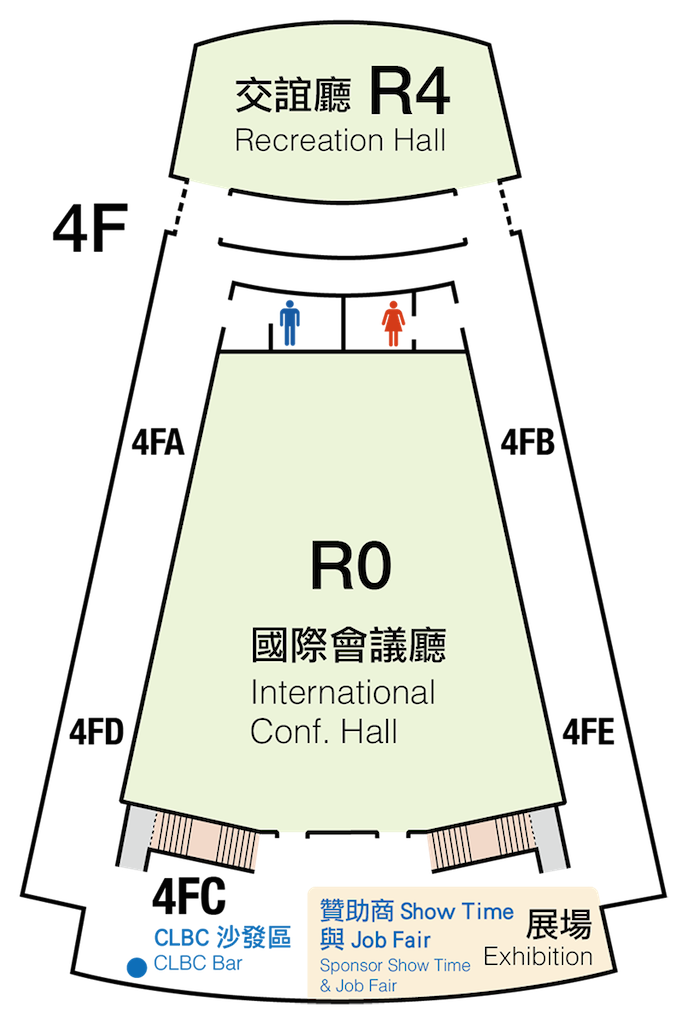 交誼廳 R4
Recreation Hall
4F
4FA
4FB
R0
國際會議廳
International
Conf. Hall
4FD
4FE
4FC
CLBC 沙發區
CLBC Bar
贊助商 Show Time
與 Job Fair
Sponsor Show Time
& Job Fair
展場
Exhibition